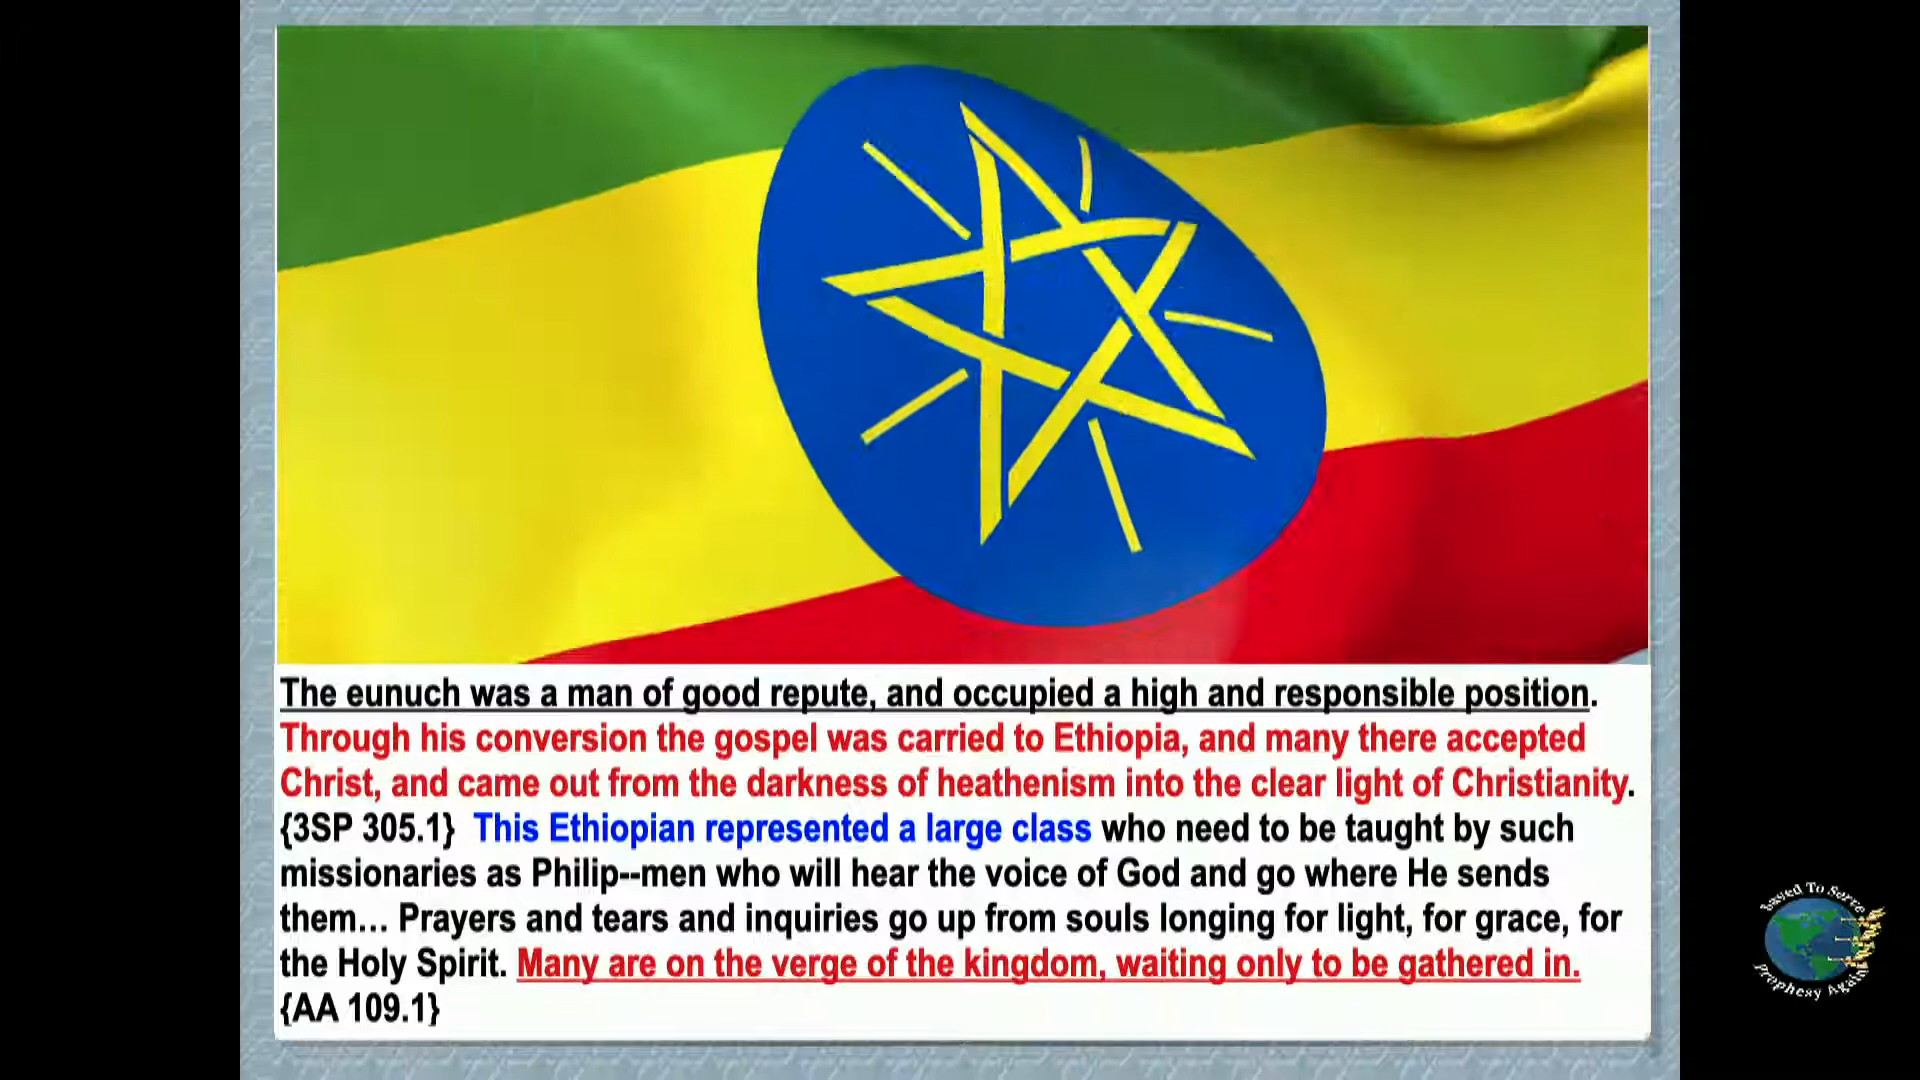 The eunuch was a man of good repute, and occupied a high and responsible position.
Through his conversion the gospel was carried to Ethiopia, and many there accepted
Christ, and came out from the darkness of heathenism into the clear light of Christianity.
{3SP 305.1}  This Ethiopian represented a large class who need to be taught by such
missionaries as Philip--men who will hear the voice of God and go where He sends
them... Prayers and tears and inquiries go up from souls longing for light, for grace, for
the Holy Spirit. Many are on the verge of the kingdom, waiting only to be gathered in.
{AA 109.1}
To Serve
Prophesy Again